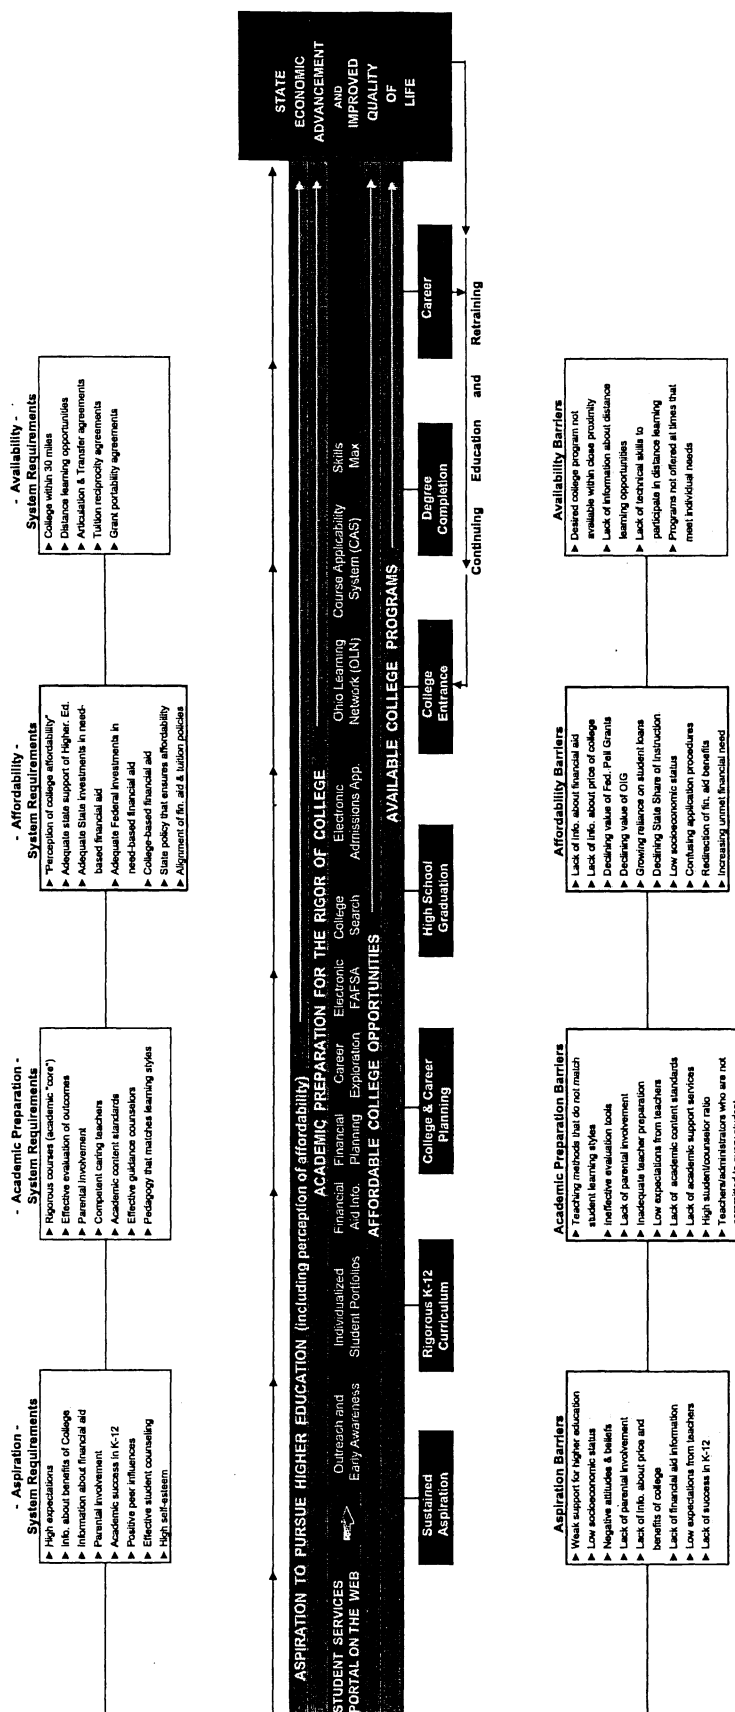 - Aspiration -
System Requirements
► High expectations
► Info. about benefits of College
► Information about financial aid
► Parental involvement
► Academic success in K-12
► Positive peer influences
► Effective student counseling
► High self-esteem
- Academic Preparation -
System Requirements
► Rigorous courses (academic "core")
► Effective evaluation of outcomes
► Parental involvement
► Competent caring teachers
► Academic content standards
► Effective guidance counselors
► Pedagogy that matches learning styles
- Affordability -
System Requirements
► "Perception of college affordability"
► Adequate state support of Higher. Ed.
► Adequate State investments in need-
based financial aid
► Adequate Federal investments in
need-based financial aid
► College-based financial aid
► State policy that ensures affordability
► Alignment of fin. aid & tuition policies
- Availability -
System Requirements
► College within 30 miles
► Distance learning opportunities
► Articulation & Transfer agreements
► Tuition reciprocity agreements
► Grant portability agreements
ASPIRATION TO PURSUE HIGHER EDUCATION (including perception of affordability)
ACADEMIC PREPARATION FOR THE RIGOR OF COLLEGE
STUDENT SERVICES
PORTAL ON THE WEB
Outreach and
Early Awareness
Individualized
Student Portfolios
Financial
Aid Info.
Financial
Planning
Career
Exploration
Electronic
FAFSA
College
Search
Electronic
Admissions App.
Ohio Learning
Network (OLN)
Course Applicability
System (CAS)
Skills
Max
AFFORDABLE COLLEGE OPPORTUNITIES
AVAILABLE COLLEGE PROGRAMS
STATE
ECONOMIC
ADVANCEMENT
AND
IMPROVED
QUALITY
OF
LIFE
Sustained
Aspiration
Rigorous K-12
Curriculum
College & Career
Planning
High School
Graduation
College
Entrance
Degree
Completion
Career
Continuing Education and Retraining
Aspiration Barriers
► Weak support for higher education
► Low socioeconomic status
► Negative attitudes & beliefs
► Lack of parental involvement
► Lack of info. about price and
benefits of college
► Lack of financial aid information
► Low expectations from teachers
► Lack of success in K-12
Academic Preparation Barriers
► Teaching methods that do not match
student learning styles
► Ineffective evaluation tools
► Lack of parental involvement
► Inadequate teacher preparation
► Low expectations from teachers
► Lack of academic content standards
► Lack of academic support services
► High student/counselor ratio
► Teachers/administrators who are not
Affordability Barriers
► Lack of Info. about financial aid
► Lack of Info. about price of college
► Declining value of Fed. Pell Grants
► Declining value of OIG
► Growing reliance on student loans
► Declining State Share of Instruction
► Low socioeconomic status
► Confusing application procedures
► Redirection of fin. aid benefits
► Increasing unmet financial need
Availability Barriers
► Desired college program not
available within close proximity
► Lack of information about distance
learning opportunities
► Lack of technical skills to
participate in distance learning
► Programs not offered at times that
meet individual needs